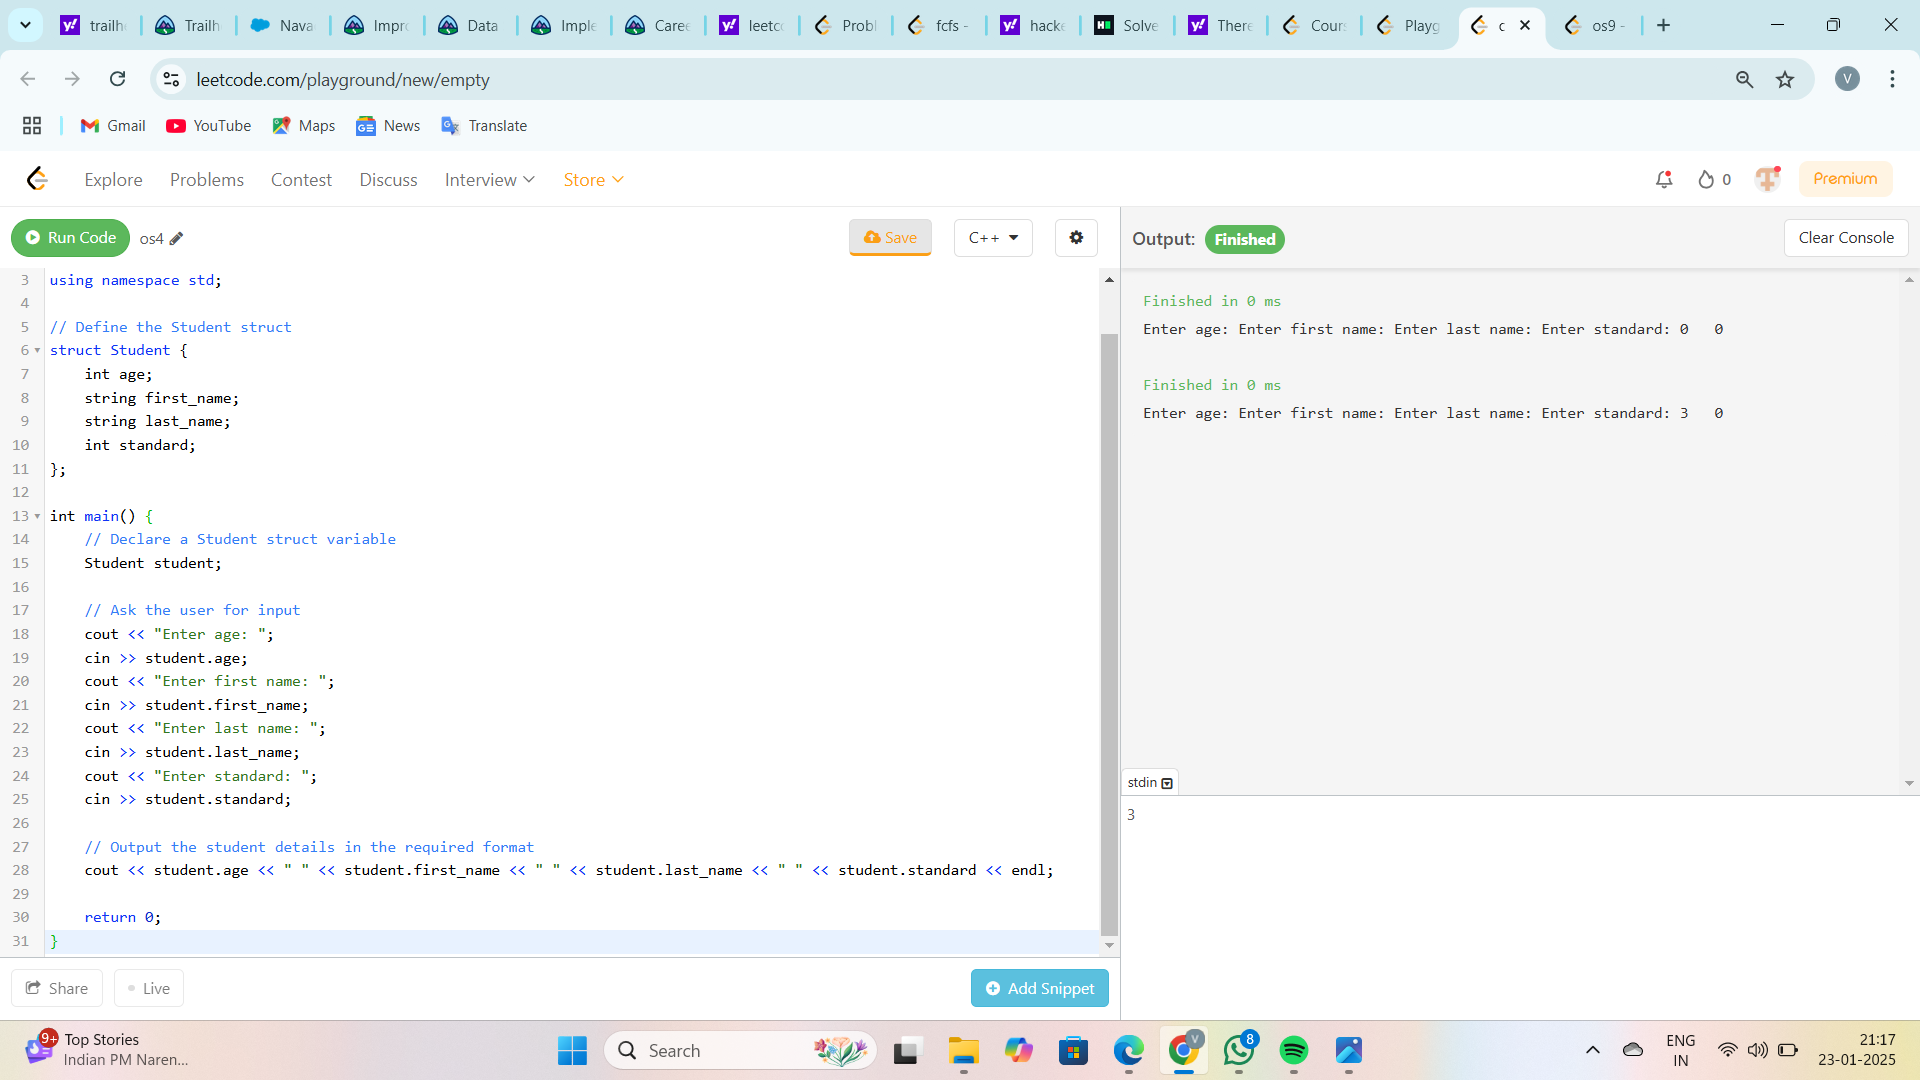 trailhe
Trailhe
Nava
Impro
Data
Imple
Caree
leetco
Probl
fcfs -
hacke
Solve
There
Cours
Playg
c
os9 -
leetcode.com/playground/new/empty
V
Gmail
YouTube
Maps
News
Translate
Explore
Problems
Contest
Discuss
Interview
Store
0
Premium
Run Code
os4
Save
C++
Output:
Finished
Clear Console
3 using namespace std;
4
5 // Define the Student struct
6 struct Student {
7 int age;
8 string first_name;
9 string last_name;
10 int standard;
11 };
12
13 int main() {
14 // Declare a Student struct variable
15 Student student;
16
17 // Ask the user for input
18 cout << "Enter age: ";
19 cin >> student.age;
20 cout << "Enter first name: ";
21 cin >> student.first_name;
22 cout << "Enter last name: ";
23 cin >> student.last_name;
24 cout << "Enter standard: ";
25 cin >> student.standard;
26
27 // Output the student details in the required format
28 cout << student.age << " " << student.first_name << " " << student.last_name << " " << student.standard << endl;
29
30 return 0;
31 }
Finished in 0 ms
Enter age: Enter first name: Enter last name: Enter standard: 0   0
Finished in 0 ms
Enter age: Enter first name: Enter last name: Enter standard: 3   0
stdin
3
Share
Live
Add Snippet
9+
Top Stories
Indian PM Naren...
Search
V
8
ENG
IN
21:17
23-01-2025